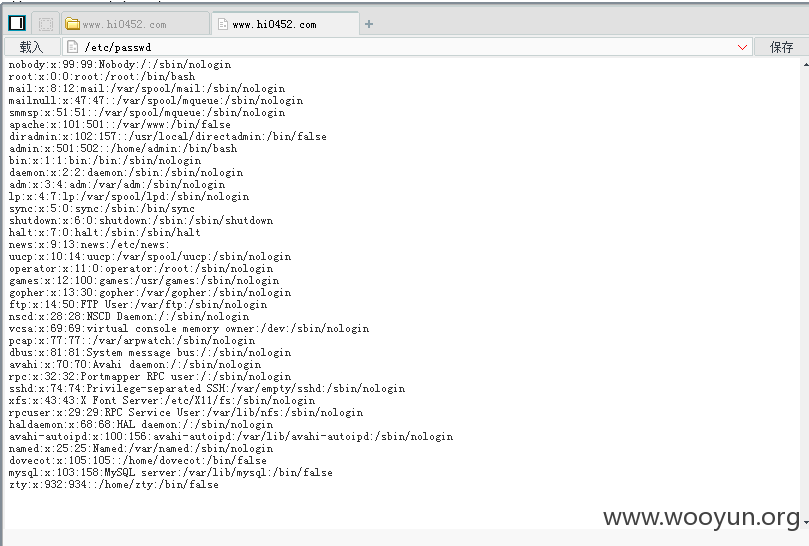 www.hi0452.com
www.hi0452.com
载入
/etc/passwd
保存
nobody:x:99:99:Nobody:/:/sbin/nologin
root:x:0:0:root:/root:/bin/bash
mail:x:8:12:mail:/var/spool/mail:/sbin/nologin
mailnull:x:47:47::/var/spool/mqueue:/sbin/nologin
smmsp:x:51:51::/var/spool/mqueue:/sbin/nologin
apache:x:101:501::/var/www:/bin/false
diradmin:x:102:157::/usr/local/directadmin:/bin/false
admin:x:501:502::/home/admin:/bin/bash
bin:x:1:1:bin:/bin:/sbin/nologin
daemon:x:2:2:daemon:/sbin:/sbin/nologin
adm:x:3:4:adm:/var/adm:/sbin/nologin
lp:x:4:7:lp:/var/spool/lpd:/sbin/nologin
sync:x:5:0:sync:/sbin:/bin/sync
shutdown:x:6:0:shutdown:/sbin:/sbin/shutdown
halt:x:7:0:halt:/sbin:/sbin/halt
news:x:9:13:news:/etc/news:
uucp:x:10:14:uucp:/var/spool/uucp:/sbin/nologin
operator:x:11:0:operator:/root:/sbin/nologin
games:x:12:100:games:/usr/games:/sbin/nologin
gopher:x:13:30:gopher:/var/gopher:/sbin/nologin
ftp:x:14:50:FTP User:/var/ftp:/sbin/nologin
nscd:x:28:28:NSCD Daemon:/:/sbin/nologin
vcsa:x:69:69:virtual console memory owner:/dev:/sbin/nologin
pcap:x:77:77::/var/arpwatch:/sbin/nologin
dbus:x:81:81:System message bus:/:/sbin/nologin
avahi:x:70:70:Avahi daemon:/:/sbin/nologin
rpc:x:32:32:Portmapper RPC user:/:/sbin/nologin
sshd:x:74:74:Privilege-separated SSH:/var/empty/sshd:/sbin/nologin
xfs:x:43:43:X Font Server:/etc/X11/fs:/sbin/nologin
rpcuser:x:29:29:RPC Service User:/var/lib/nfs:/sbin/nologin
haldaemon:x:68:68:HAL daemon:/:/sbin/nologin
avahi-autoipd:x:100:156:avahi-autoipd:/var/lib/avahi-autoipd:/sbin/nologin
named:x:25:25:Named:/var/named:/sbin/nologin
dovecot:x:105:105::/home/dovecot:/bin/false
mysql:x:103:158:MySQL server:/var/lib/mysql:/bin/false
zty:x:932:934::/home/zty:/bin/false
www.wooyun.org